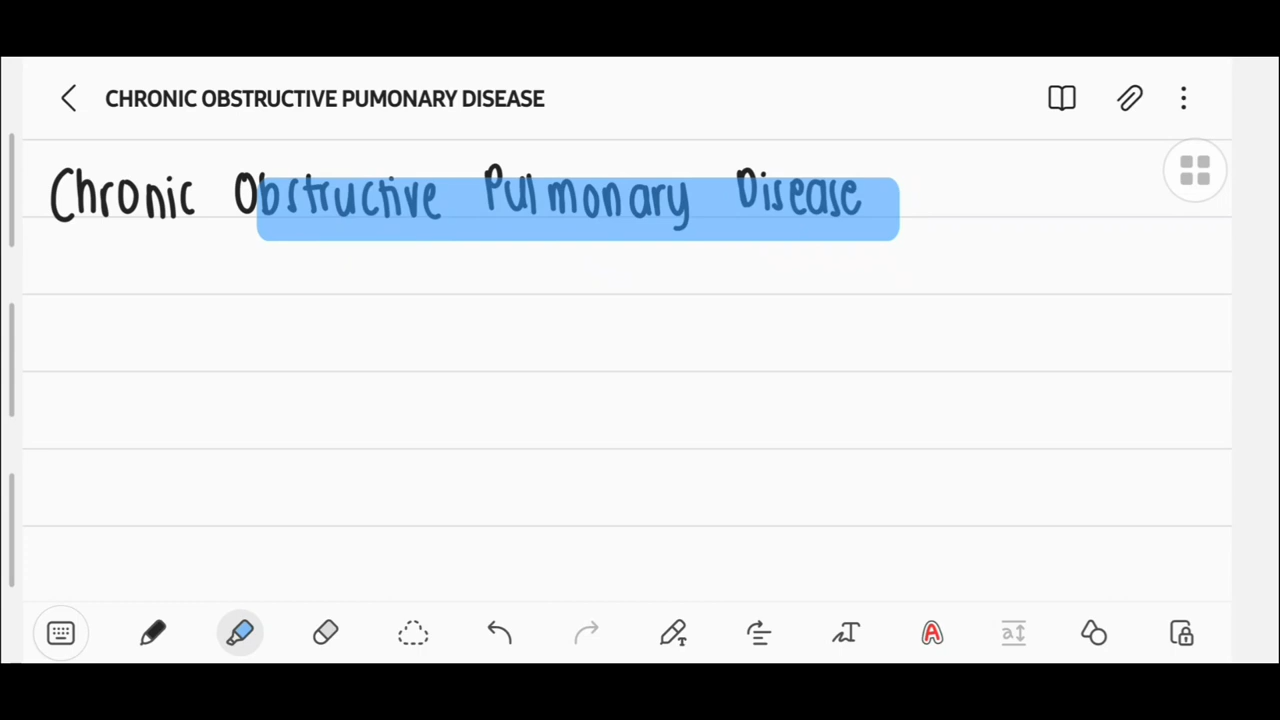 CHRONIC OBSTRUCTIVE PUMONARY DISEASE
Chronic Obstructive Pulmonary Disease